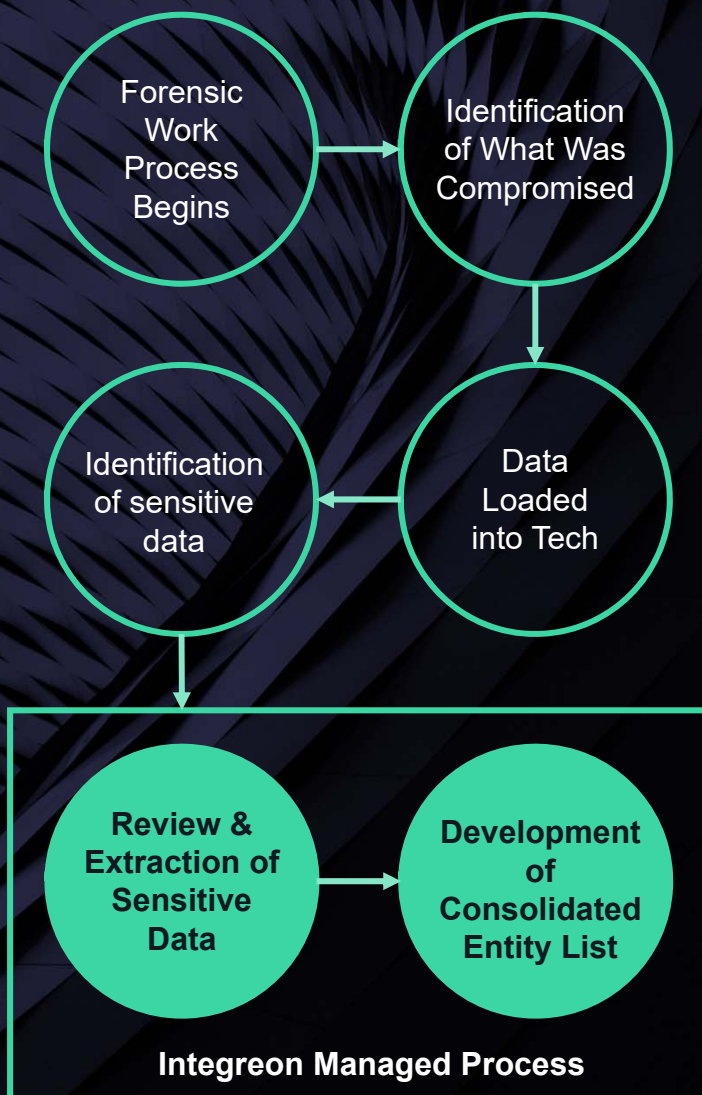 Forensic
Work
Process
Begins
Identification
of What Was
Compromised
Data
Loaded
into Tech
Identification
of sensitive
data
Review &
Extraction of
Sensitive
Data
Development
of
Consolidated
Entity List
Integreon Managed Process